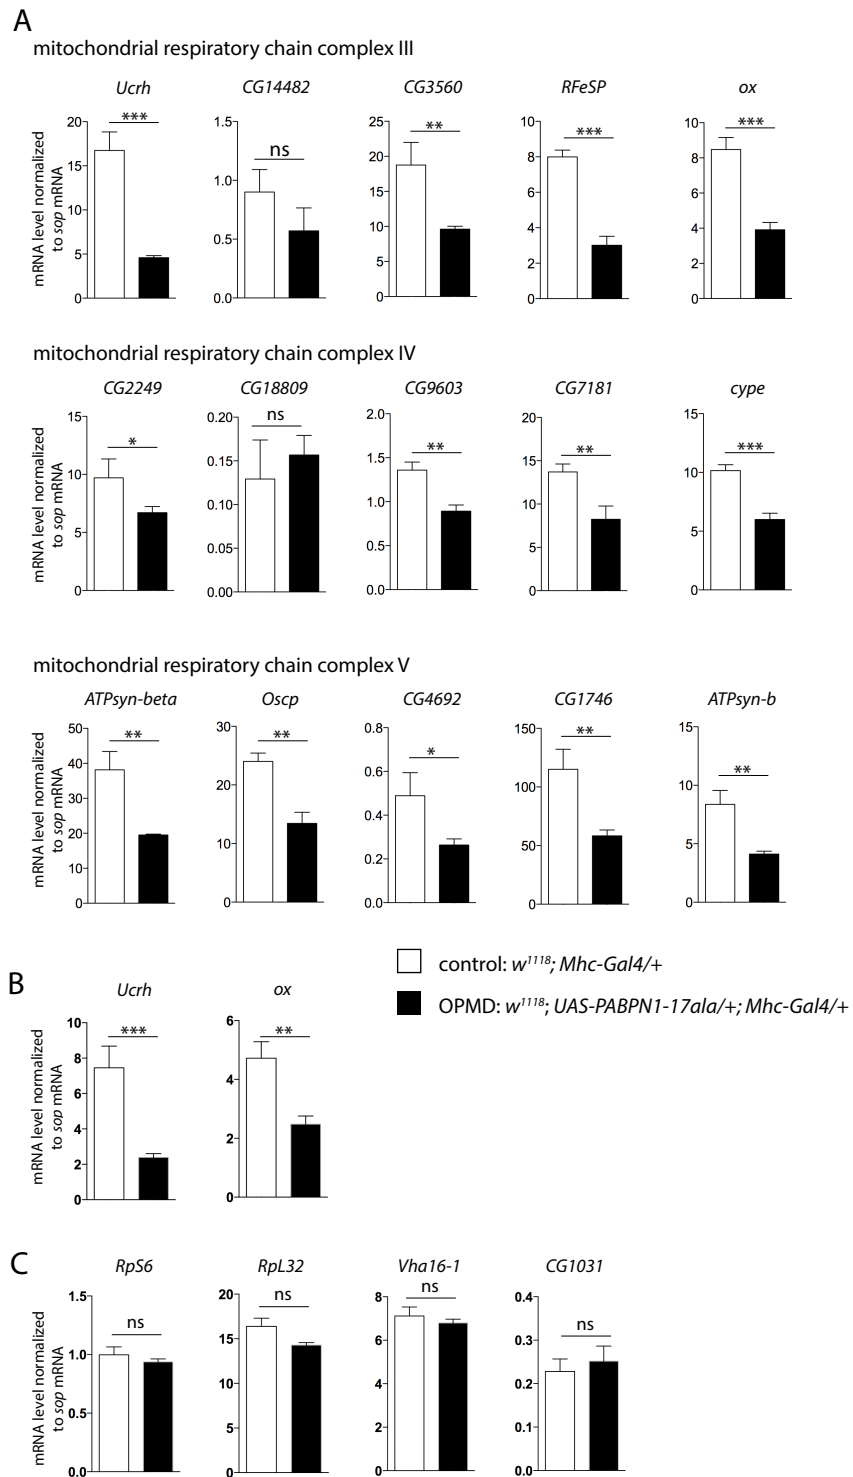 A
mitochondrial respiratory chain complex III
Ucrh CG14482 CG3560 RFeSP ox
mRNA level normalized
to sop mRNA
20 15 10 5 0
***
1.5 1.0 0.5 0.0
ns
25 20 15 10 5 0
**
10 8 6 4 2 0
***
10 8 6 4 2 0
***
mitochondrial respiratory chain complex IV
CG2249 CG18809 CG9603 CG7181 cype
mRNA level normalized
to sop mRNA
15 10 5 0
*
0.20 0.15 0.10 0.05 0.00
ns
2.0 1.5 1.0 0.5 0.0
**
20 15 10 5 0
**
15 10 5 0
***
mitochondrial respiratory chain complex V
ATPsyn-beta Oscp CG4692 CG1746 ATPsyn-b
mRNA level normalized
to sop mRNA
50 40 30 20 10 0
**
30 20 10 0
**
0.8 0.6 0.4 0.2 0.0
*
150 100 50 0
**
15 10 5 0
**
control: w1118; Mhc-Gal4/+
OPMD: w1118; UAS-PABPN1-17ala/+; Mhc-Gal4/+
B
Ucrh ox
mRNA level normalized
to sop mRNA
10 8 6 4 2 0
***
6 4 2 0
**
C
RpS6 RpL32 Vha16-1 CG1031
mRNA level normalized
to sop mRNA
1.5 1.0 0.5 0.0
ns
20 15 10 5 0
ns
8 6 4 2 0
ns
0.4 0.3 0.2 0.1 0.0
ns